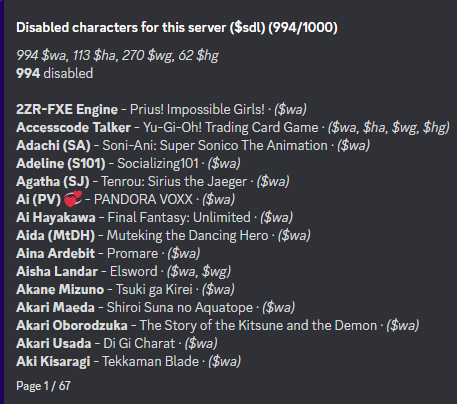 Disabled characters for this server ($sdl) (994/1000)
994 $wa, 113 $ha, 270 $wg, 62 $hg
994 disabled
2ZR-FXE Engine - Prius! Impossible Girls! · ($wa)
Accesscode Talker - Yu-Gi-Oh! Trading Card Game · ($wa, $ha, $wg, $hg)
Adachi (SA) - Soni-Ani: Super Sonico The Animation · ($wa)
Adeline (S101) - Socializing101 · ($wa)
Agatha (SJ) - Tenrou: Sirius the Jaeger · ($wa)
Ai (PV) 💞 - PANDORA VOXX · ($wa)
Ai Hayakawa - Final Fantasy: Unlimited · ($wa)
Aida (MtDH) - Muteking the Dancing Hero · ($wa)
Aina Ardebit - Promare · ($wa)
Aisha Landar - Elsword · ($wa, $wg)
Akane Mizuno - Tsuki ga Kirei · ($wa)
Akari Maeda - Shiroi Suna no Aquatope · ($wa)
Akari Oborodzuka - The Story of the Kitsune and the Demon · ($wa)
Akari Usada - Di Gi Charat · ($wa)
Aki Kisaragi - Tekkaman Blade · ($wa)
Page 1 / 67